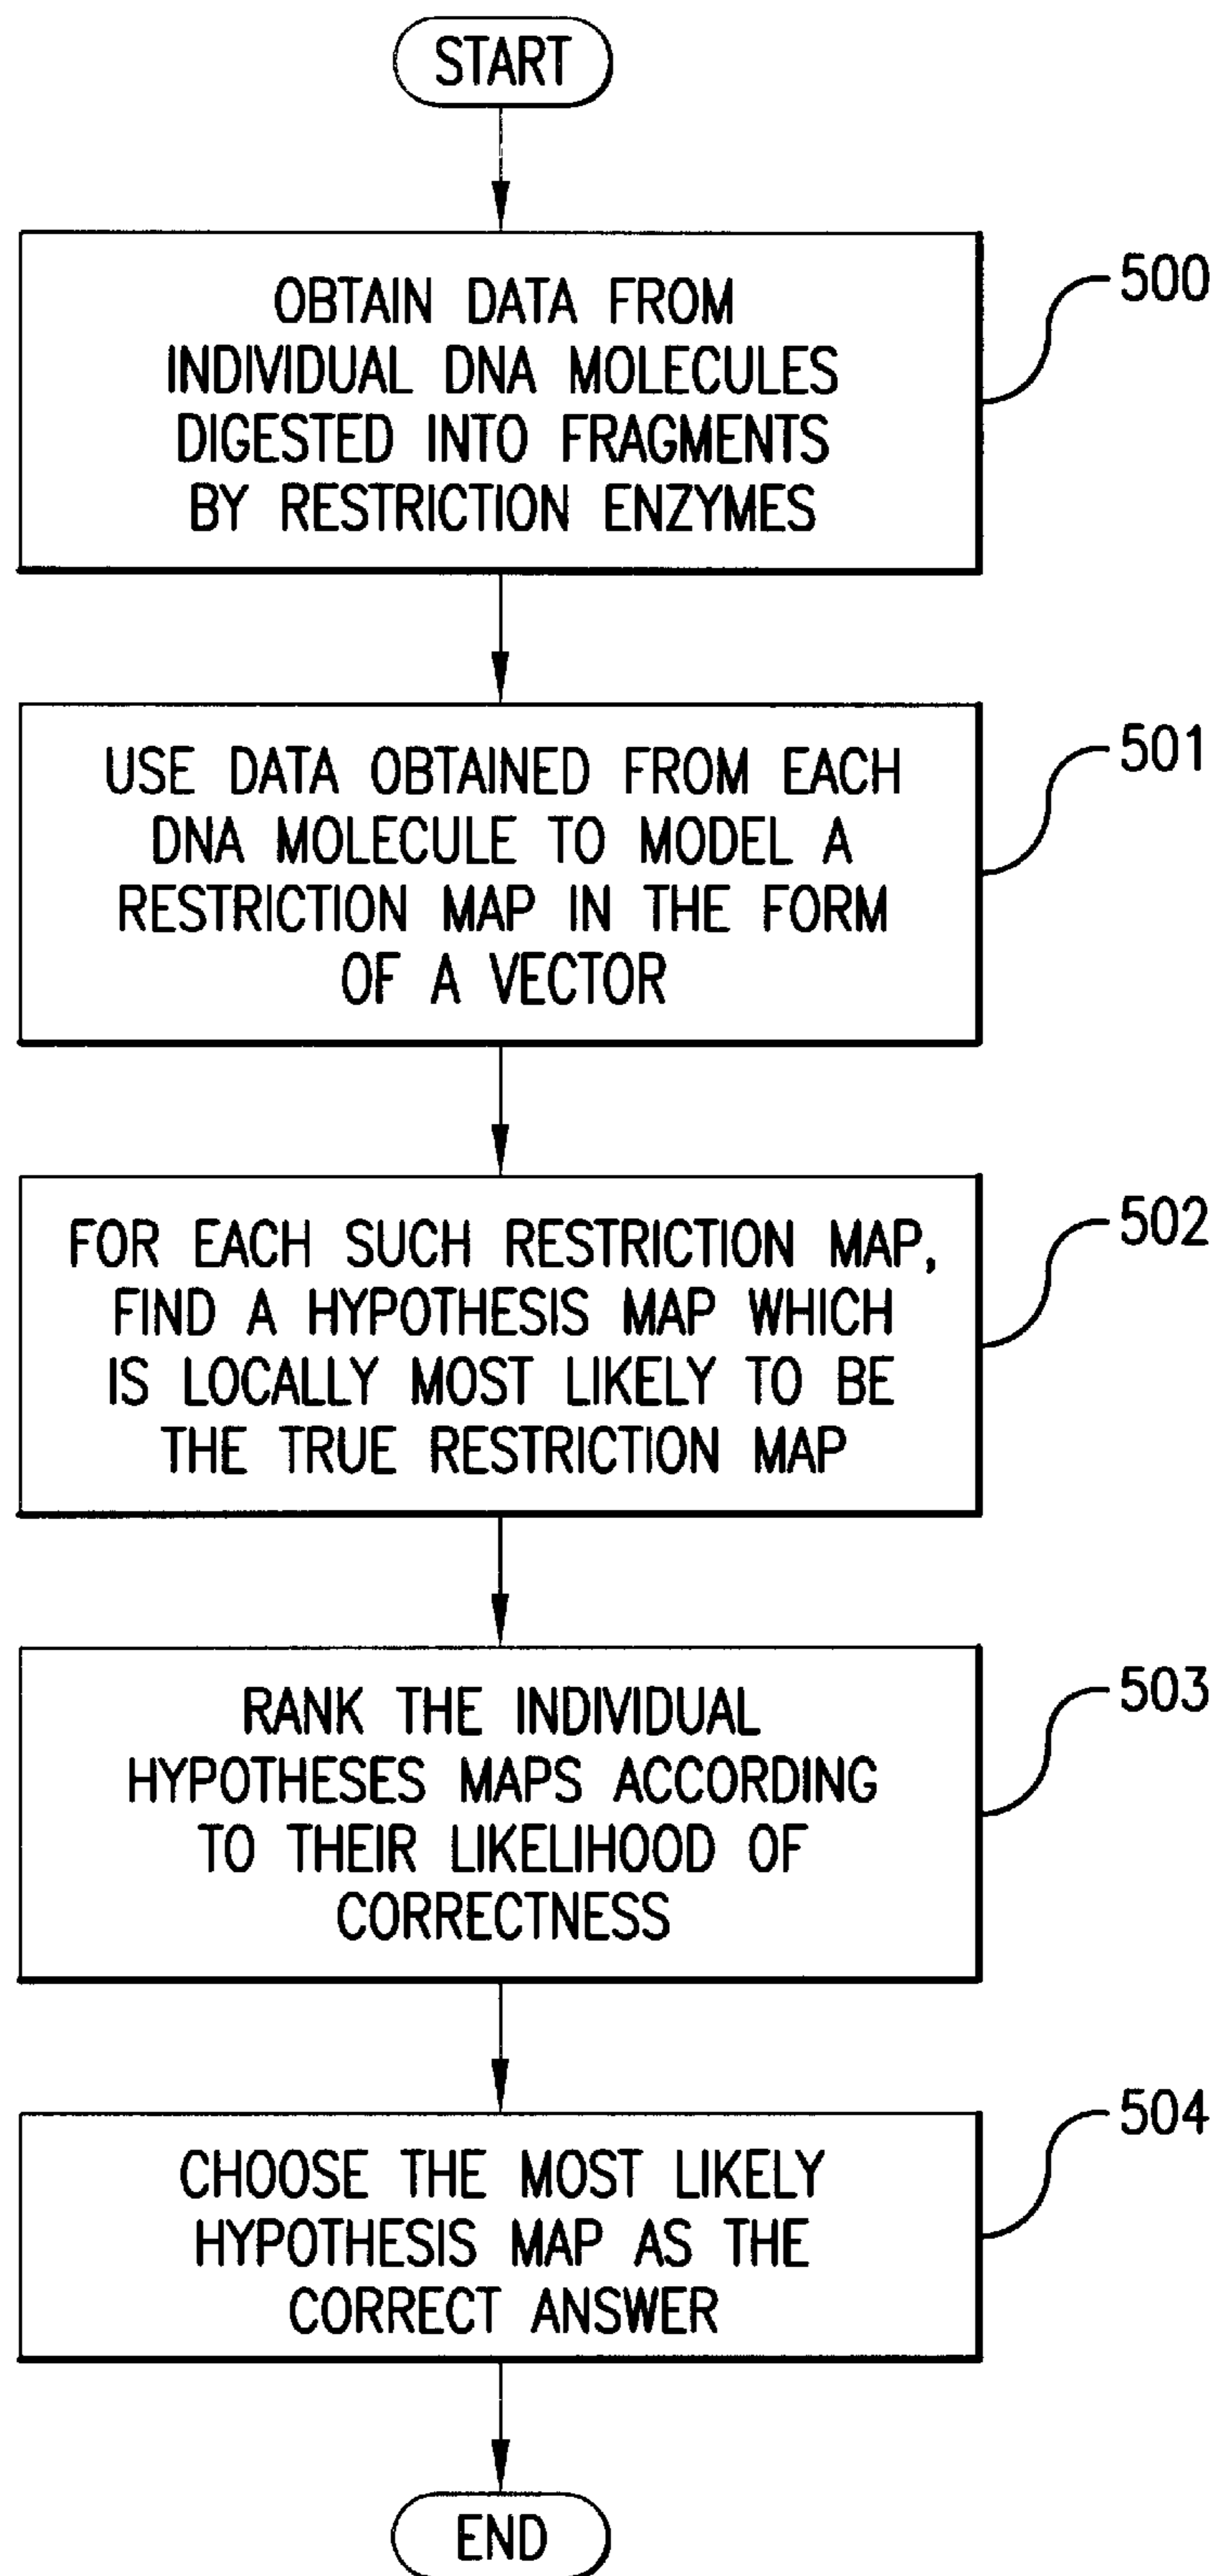 START
OBTAIN DATA FROM
INDIVIDUAL DNA MOLECULES
DIGESTED INTO FRAGMENTS
BY RESTRICTION ENZYMES
500
USE DATA OBTAINED FROM EACH
DNA MOLECULE TO MODEL A
RESTRICTION MAP IN THE FORM
OF A VECTOR
501
FOR EACH SUCH RESTRICTION MAP,
FIND A HYPOTHESIS MAP WHICH
IS LOCALLY MOST LIKELY TO BE
THE TRUE RESTRICTION MAP
502
RANK THE INDIVIDUAL
HYPOTHESES MAPS ACCORDING
TO THEIR LIKELIHOOD OF
CORRECTNESS
503
CHOOSE THE MOST LIKELY
HYPOTHESIS MAP AS THE
CORRECT ANSWER
504
END